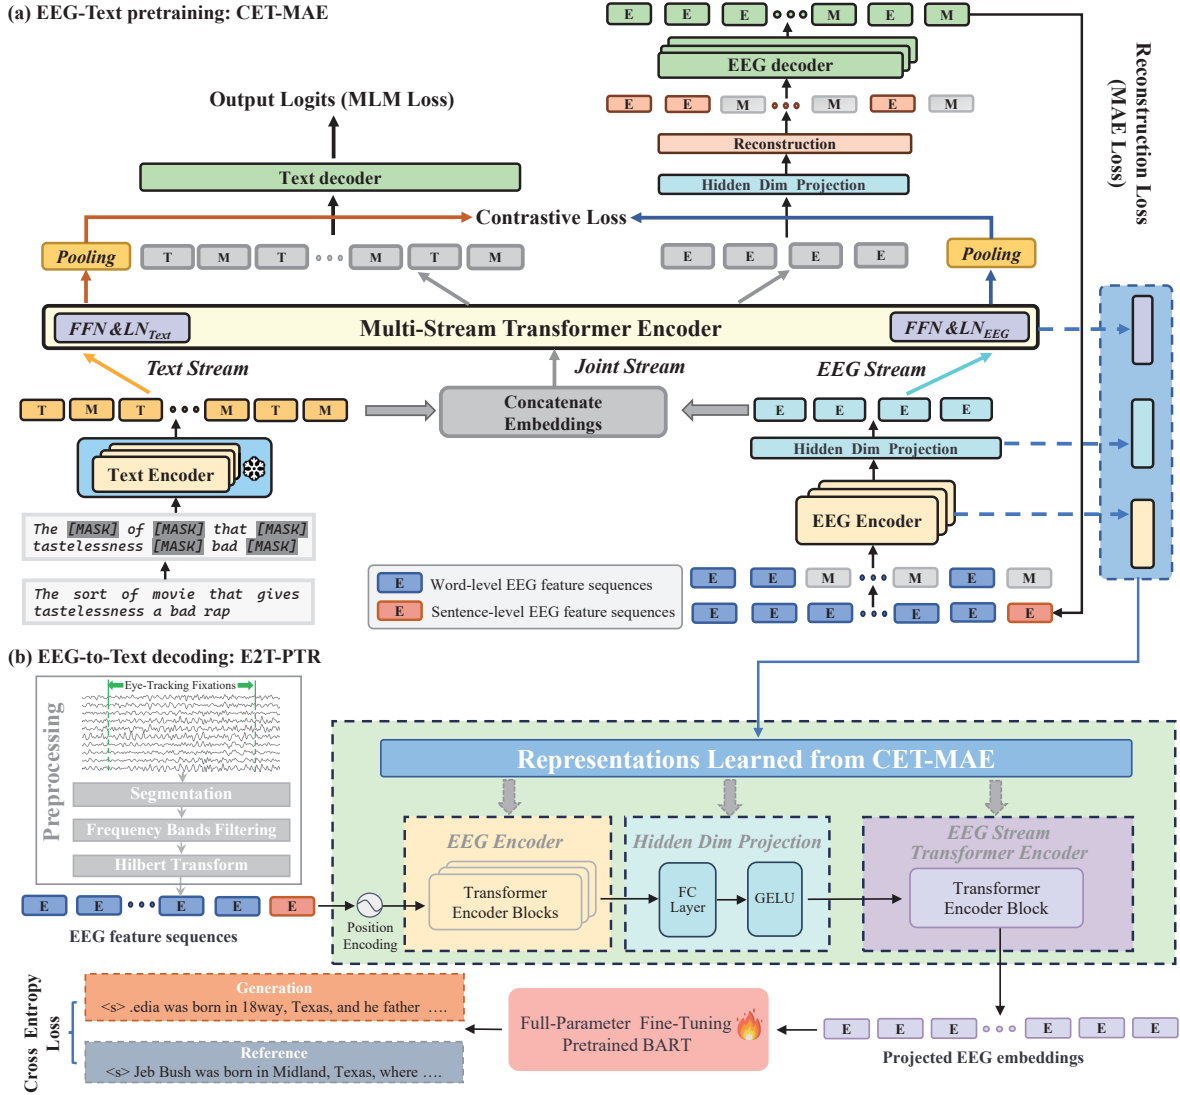 (a) EEG-Text pretraining: CET-MAE
E E E M E M
EEG decoder
E E M M E M
Reconstruction
Hidden Dim Projection
Reconstruction Loss
(MAE Loss)
Output Logits (MLM Loss)
Text decoder
Contrastive Loss
Pooling
T M T M T M
E E E E
Pooling
FFN &LN Text
Multi-Stream Transformer Encoder
FFN &LN EEG
Text Stream
Joint Stream
EEG Stream
T M T M T M
Concatenate
Embeddings
E E E E
Hidden Dim Projection
Text Encoder
EEG Encoder
The [MASK] of [MASK] that [MASK]
tastelessness [MASK] bad [MASK]
The sort of movie that gives
tastelessness a bad rap
E Word-level EEG feature sequences
E Sentence-level EEG feature sequences
E E M M E M
E E E E E E
(b) EEG-to-Text decoding: E2T-PTR
Preprocessing
Eye-Tracking Fixations
Segmentation
Frequency Bands Filtering
Hilbert Transform
E E E E E
EEG feature sequences
Position
Encoding
Representations Learned from CET-MAE
EEG Encoder
Transformer
Encoder Blocks
Hidden Dim Projection
FC
Layer
GELU
EEG Stream
Transformer Encoder
Transformer
Encoder Block
E E E E E E
Projected EEG embeddings
Full-Parameter Fine-Tuning
Pretrained BART
Cross Entropy
Loss
Generation
<s> .edia was born in 18way, Texas, and he father ….
Reference
<s> Jeb Bush was born in Midland, Texas, where ….